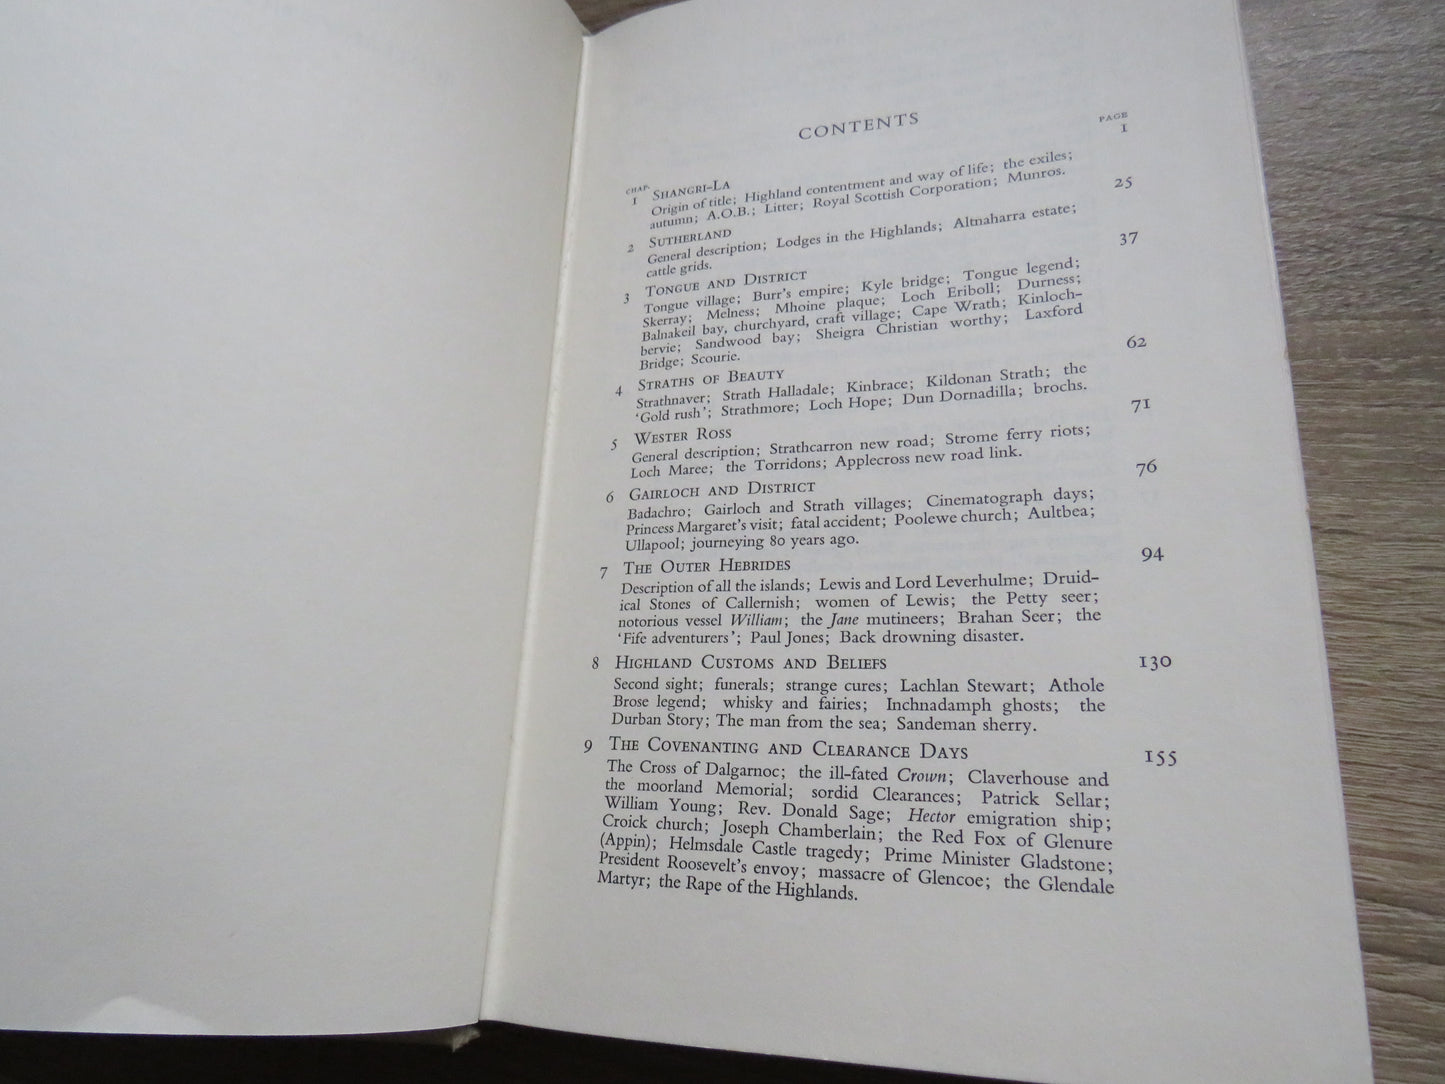 CONTENTS
CHAP. PAGE
1 SHANGRI-LA 1
Origin of title; Highland contentment and way of life; the exiles;
autumn; A.O.B.; Litter; Royal Scottish Corporation; Munros.
2 SUTHERLAND 25
General description; Lodges in the Highlands; Altnaharra estate;
cattle grids.
3 TONGUE AND DISTRICT 37
Tongue village; Burr's empire; Kyle bridge; Tongue legend;
Skerray; Melness; Mhoine plaque; Loch Eriboll; Durness;
Balnakeil bay, churchyard, craft village; Cape Wrath; Kinloch-
bervie; Sandwood bay; Sheigra Christian worthy; Laxford
Bridge; Scourie.
4 STRATHS OF BEAUTY 62
Strathnaver; Strath Halladale; Kinbrace; Kildonan Strath; the
'Gold rush'; Strathmore; Loch Hope; Dun Dornadilla; brochs.
5 WESTER ROSS 71
General description; Strathcarron new road; Strome ferry riots;
Loch Maree; the Torridons; Applecross new road link.
6 GAIRLOCH AND DISTRICT 76
Badachro; Gairloch and Strath villages; Cinematograph days;
Princess Margaret's visit; fatal accident; Poolewe church; Aultbea;
Ullapool; journeying 80 years ago.
7 THE OUTER HEBRIDES 94
Description of all the islands; Lewis and Lord Leverhulme; Druid-
ical Stones of Callernish; women of Lewis; the Petty seer;
notorious vessel William; the Jane mutineers; Brahan Seer; the
'Fife adventurers'; Paul Jones; Back drowning disaster.
8 HIGHLAND CUSTOMS AND BELIEFS 130
Second sight; funerals; strange cures; Lachlan Stewart; Athole
Brose legend; whisky and fairies; Inchnadamph ghosts; the
Durban Story; The man from the sea; Sandeman sherry.
9 THE COVENANTING AND CLEARANCE DAYS 155
The Cross of Dalgarnoc; the ill-fated Crown; Claverhouse and
the moorland Memorial; sordid Clearances; Patrick Sellar;
William Young; Rev. Donald Sage; Hector emigration ship;
Croick church; Joseph Chamberlain; the Red Fox of Glenure
(Appin); Helmsdale Castle tragedy; Prime Minister Gladstone;
President Roosevelt's envoy; massacre of Glencoe; the Glendale
Martyr; the Rape of the Highlands.